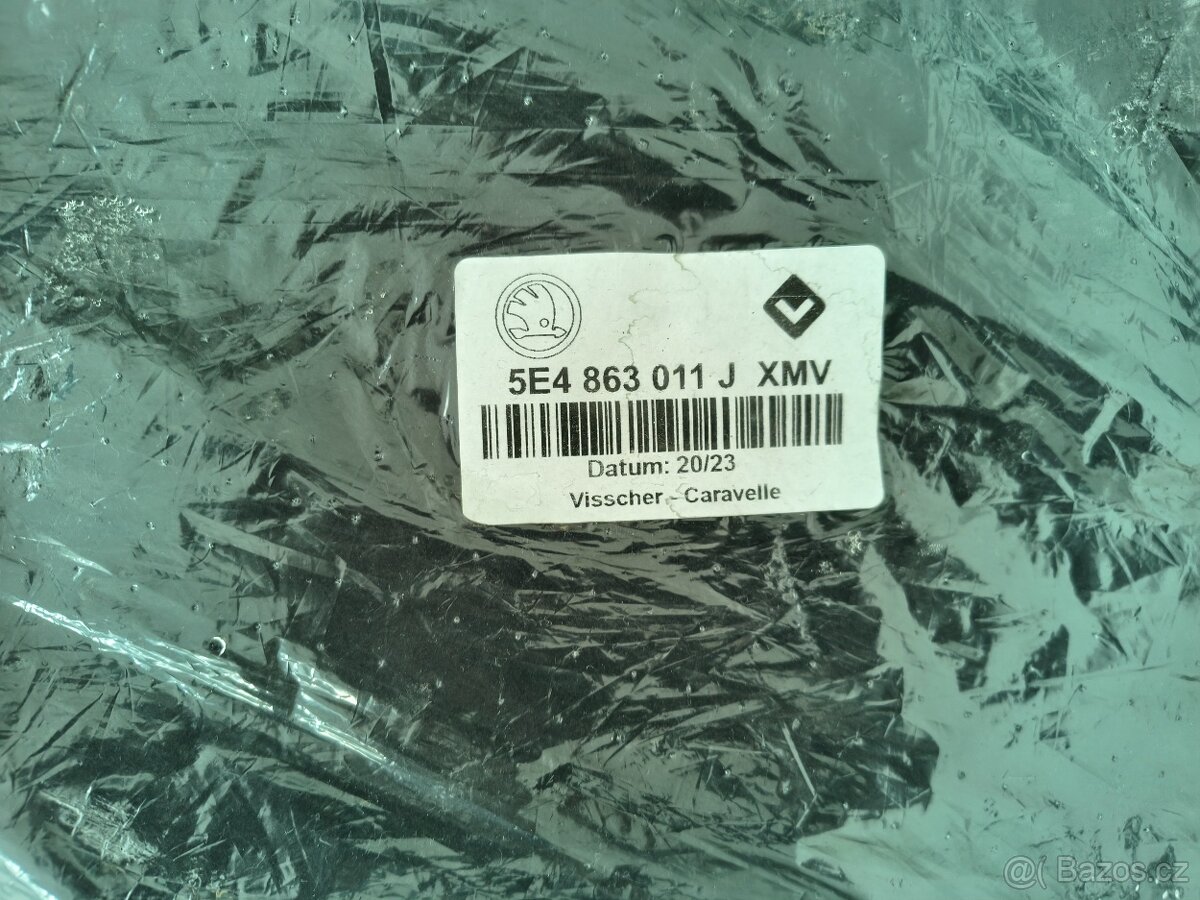 5E4 863 011 J XMV
Datum: 20/23
Visscher - Caravelle
@( Bazos.cz